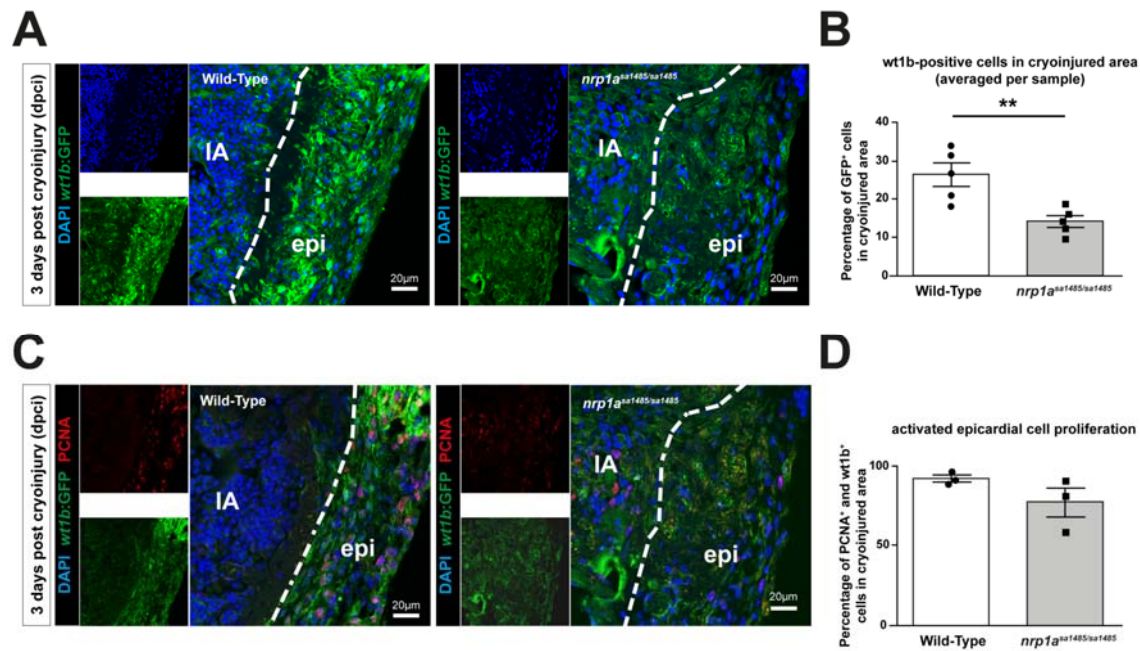 A
3 days post cryoinjury (dpci)
DAPI wt1b:GFP
Wild-Type
IA
epi
20μm
nrp1a^sa1485/sa1485
IA
epi
20μm
B
wt1b-positive cells in cryoinjured area
(averaged per sample)
**
Percentage of GFP⁺ cells
in cryoinjured area
40
30
20
10
0
Wild-Type
nrp1a^sa1485/sa1485
C
3 days post cryoinjury (dpci)
DAPI wt1b:GFP PCNA
Wild-Type
IA
epi
20μm
DAPI wt1b:GFP PCNA
nrp1a^sa1485/sa1485
IA
epi
20μm
D
activated epicardial cell proliferation
Percentage of PCNA⁺ and wt1b⁺
cells in cryoinjured area
100
50
0
Wild-Type
nrp1a^sa1485/sa1485